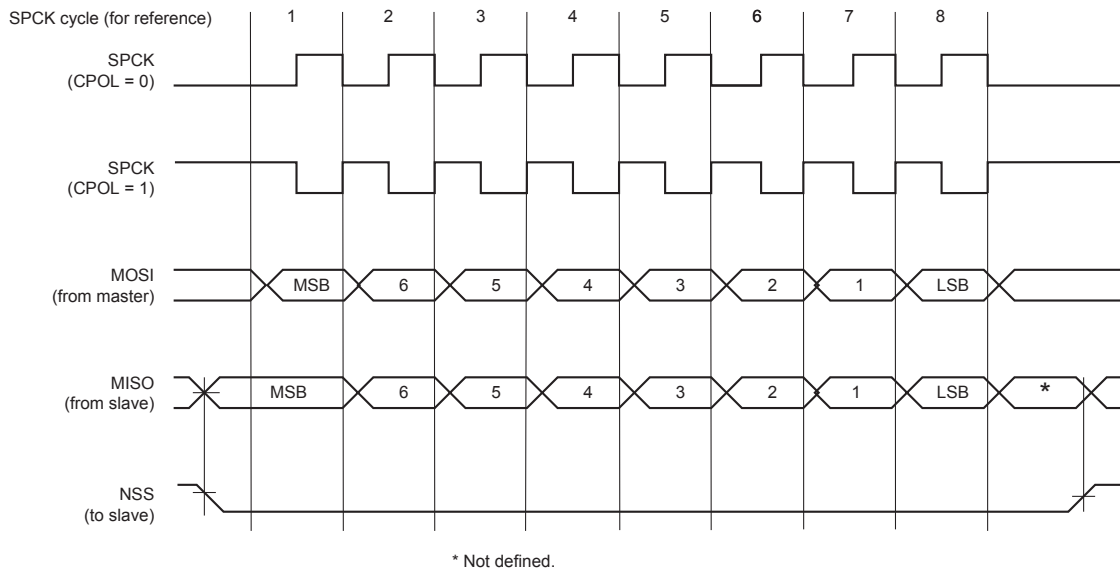 SPCK cycle (for reference) 1 2 3 4 5 6 7 8
SPCK
(CPOL = 0)
SPCK
(CPOL = 1)
MOSI
(from master)
MSB 6 5 4 3 2 1 LSB
MISO
(from slave)
MSB 6 5 4 3 2 1 LSB *
NSS
(to slave)
* Not defined.